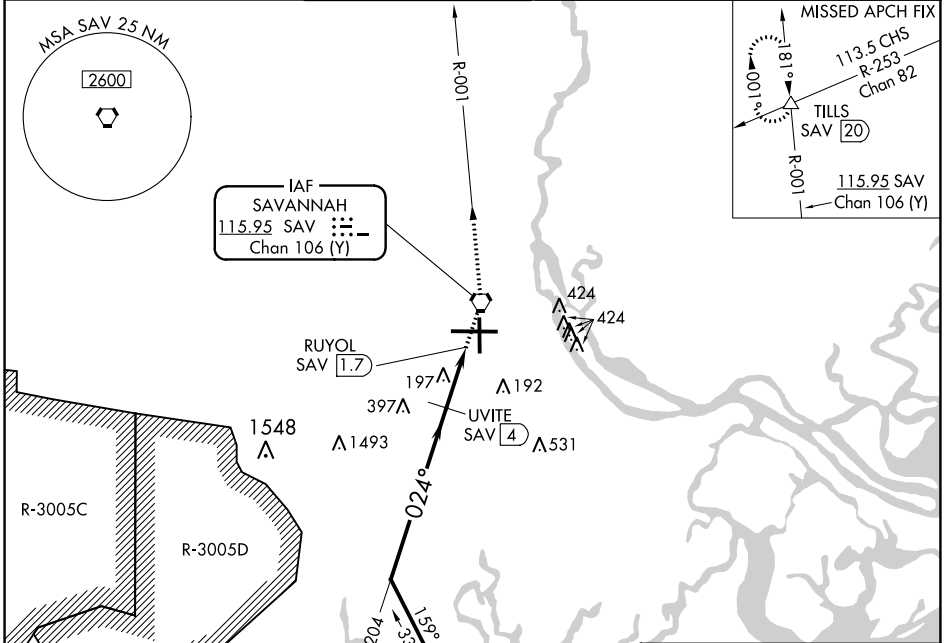 MSA SAV 25 NM
2600
R-001
MISSED APCH FIX
181°
001°
113.5 CHS
R-253
Chan 82
TILLS
SAV 20
R-001
115.95 SAV
Chan 106 (Y)
IAF
SAVANNAH
115.95 SAV
Chan 106 (Y)
424
424
RUYOL
SAV 1.7
197
192
397
UVITE
SAV 4
1548
1493
531
024°
R-3005C
R-3005D
204
159°